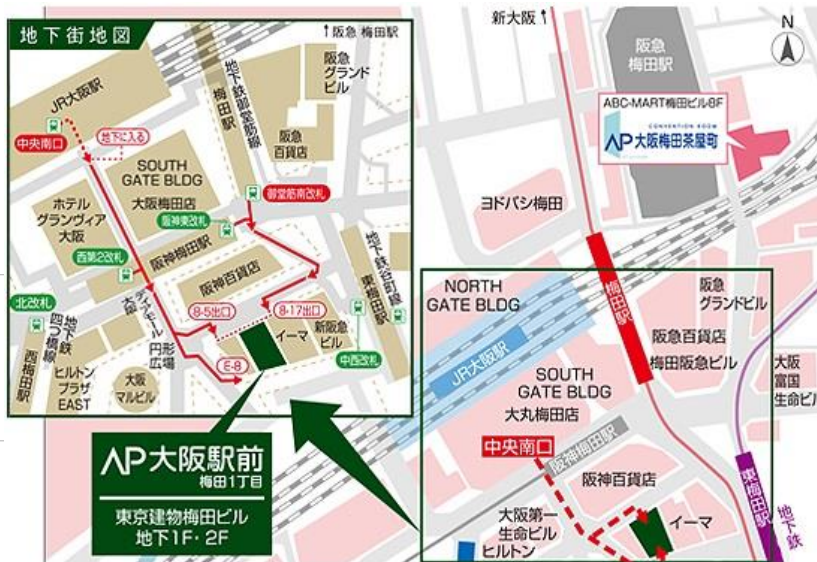 地下街地図
↑阪急 梅田駅
JR大阪駅
中央南口
地下に入る
SOUTH
GATE BLDG
大阪梅田店
ホテル
グランヴィア
大阪
阪神東改札
西第2改札
阪神梅田駅
梅田駅
地下鉄御堂筋線
阪急
グランド
ビル
阪急
百貨店
御堂筋南改札
阪神百貨店
地下鉄谷町線
東梅田駅
北改札
地下鉄
四つ橋線
西梅田駅
ディアモール
大阪
円形
広場
8-5出口
8-17出口
イーマ
新阪急
ビル
中西改札
E-8
ヒルトン
プラザ
EAST
大阪
マルビル
AP大阪駅前
梅田1丁目
東京建物梅田ビル
地下1F・2F
新大阪↑
阪急
梅田駅
N
ABC-MART梅田ビル8F
CONVENTION ROOM
AP大阪梅田茶屋町
ヨドバシ梅田
NORTH
GATE BLDG
梅田駅
阪急
グランドビル
JR大阪駅
阪急百貨店
梅田阪急ビル
SOUTH
GATE BLDG
大丸梅田店
大阪
富国
生命ビル
中央南口
阪神梅田駅
阪神百貨店
大阪第一
生命ビル
ヒルトン
イーマ
東梅田駅
地下鉄